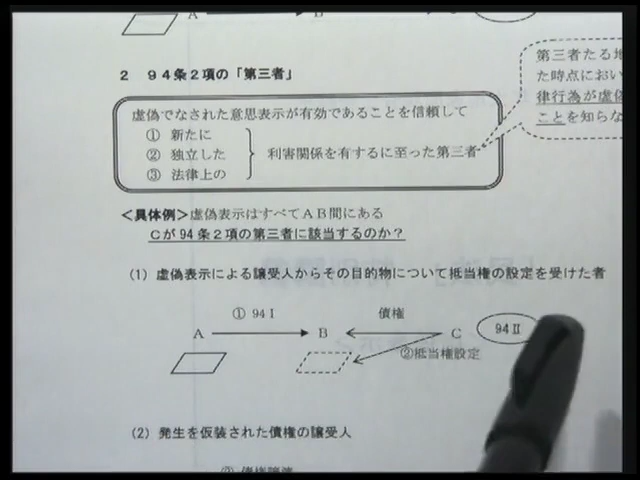 A B
2 94条2項の「第三者」
第三者たる地
た時点におい
律行為が虚偽
ことを知らな
虚偽でなされた意思表示が有効であることを信頼して
① 新たに
② 独立した 利害関係を有するに至った第三者
③ 法律上の
<具体例>虚偽表示はすべてAB間にある
Cが94条2項の第三者に該当するのか?
(1) 虚偽表示による譲受人からその目的物について抵当権の設定を受けた者
① 94Ⅰ 債権
A B C 94Ⅱ
②抵当権設定
(2) 発生を仮装された債権の譲受人
② 債権譲渡